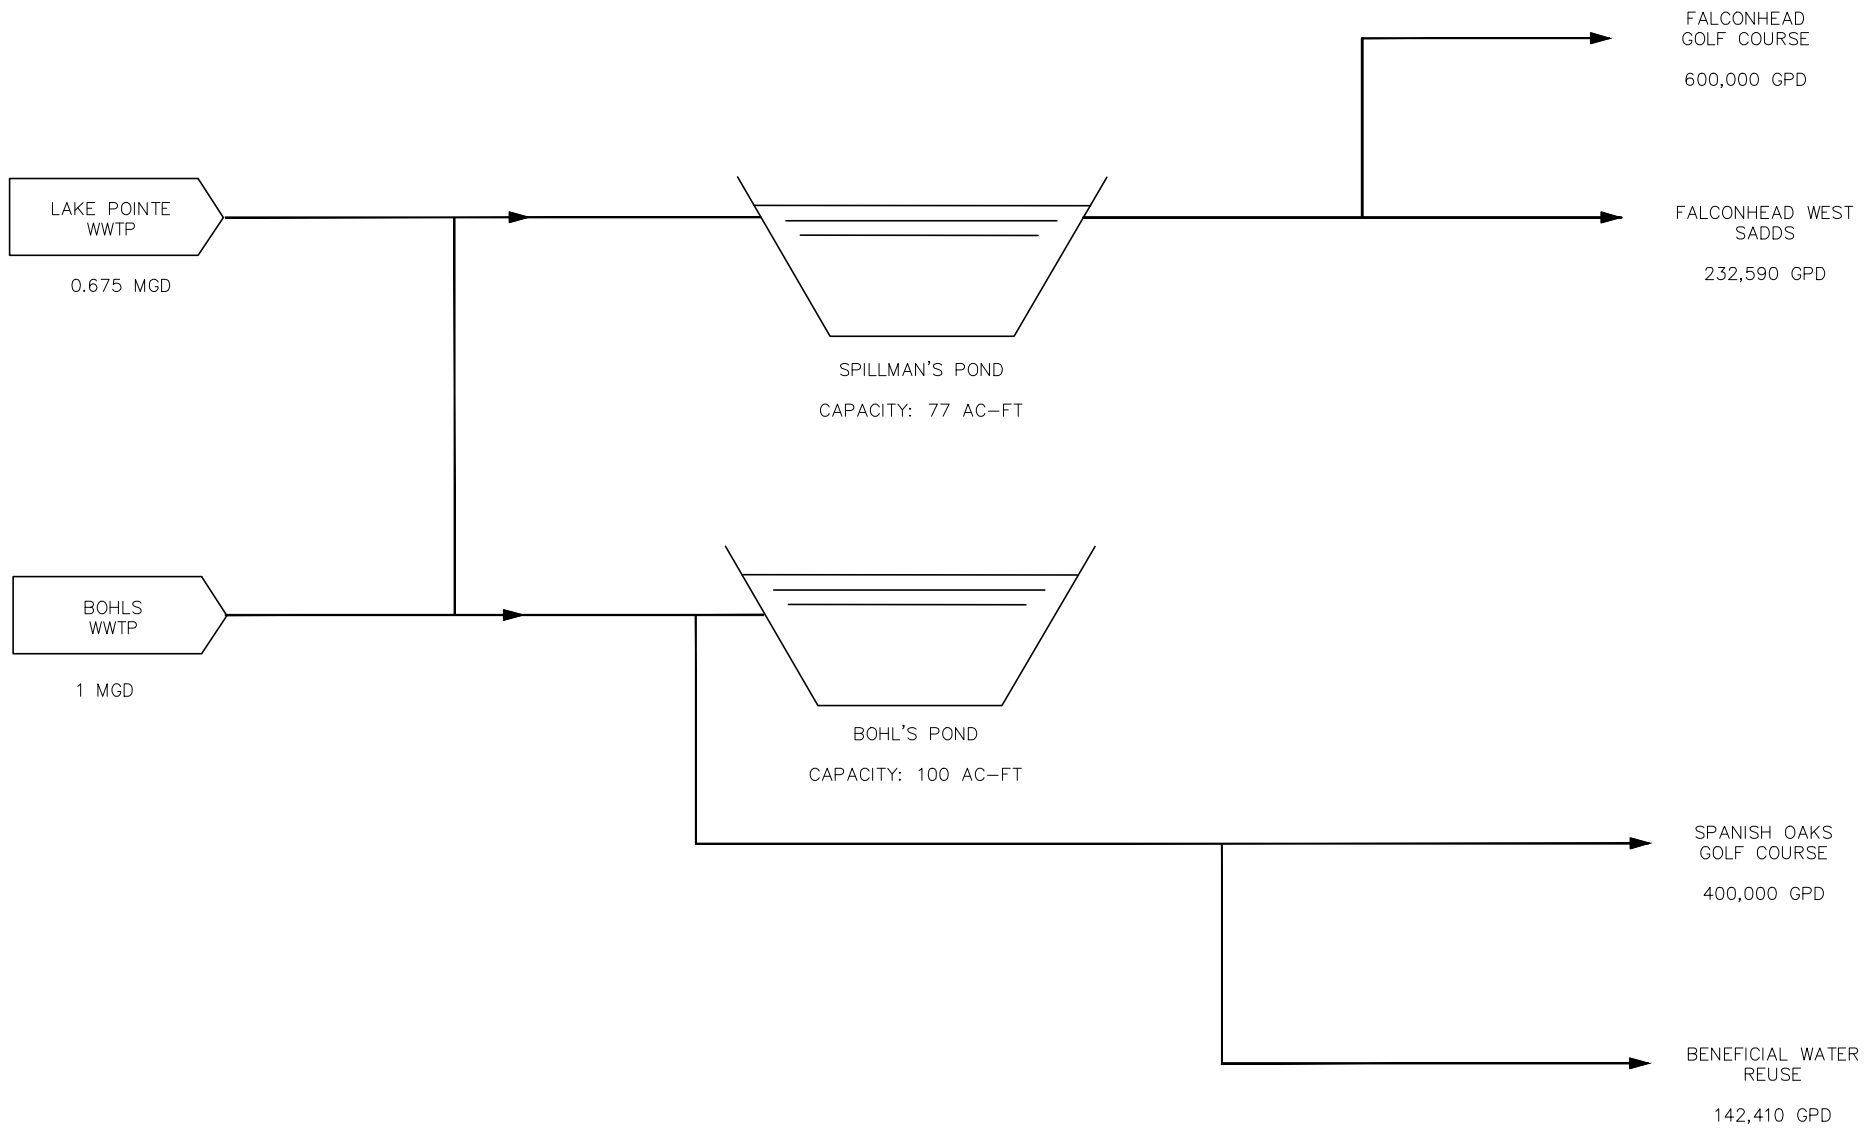 FALCONHEAD
GOLF COURSE
600,000 GPD
LAKE POINTE
WWTP
0.675 MGD
FALCONHEAD WEST
SADDS
232,590 GPD
SPILLMAN'S POND
CAPACITY: 77 AC-FT
BOHLS
WWTP
1 MGD
BOHL'S POND
CAPACITY: 100 AC-FT
SPANISH OAKS
GOLF COURSE
400,000 GPD
BENEFICIAL WATER
REUSE
142,410 GPD